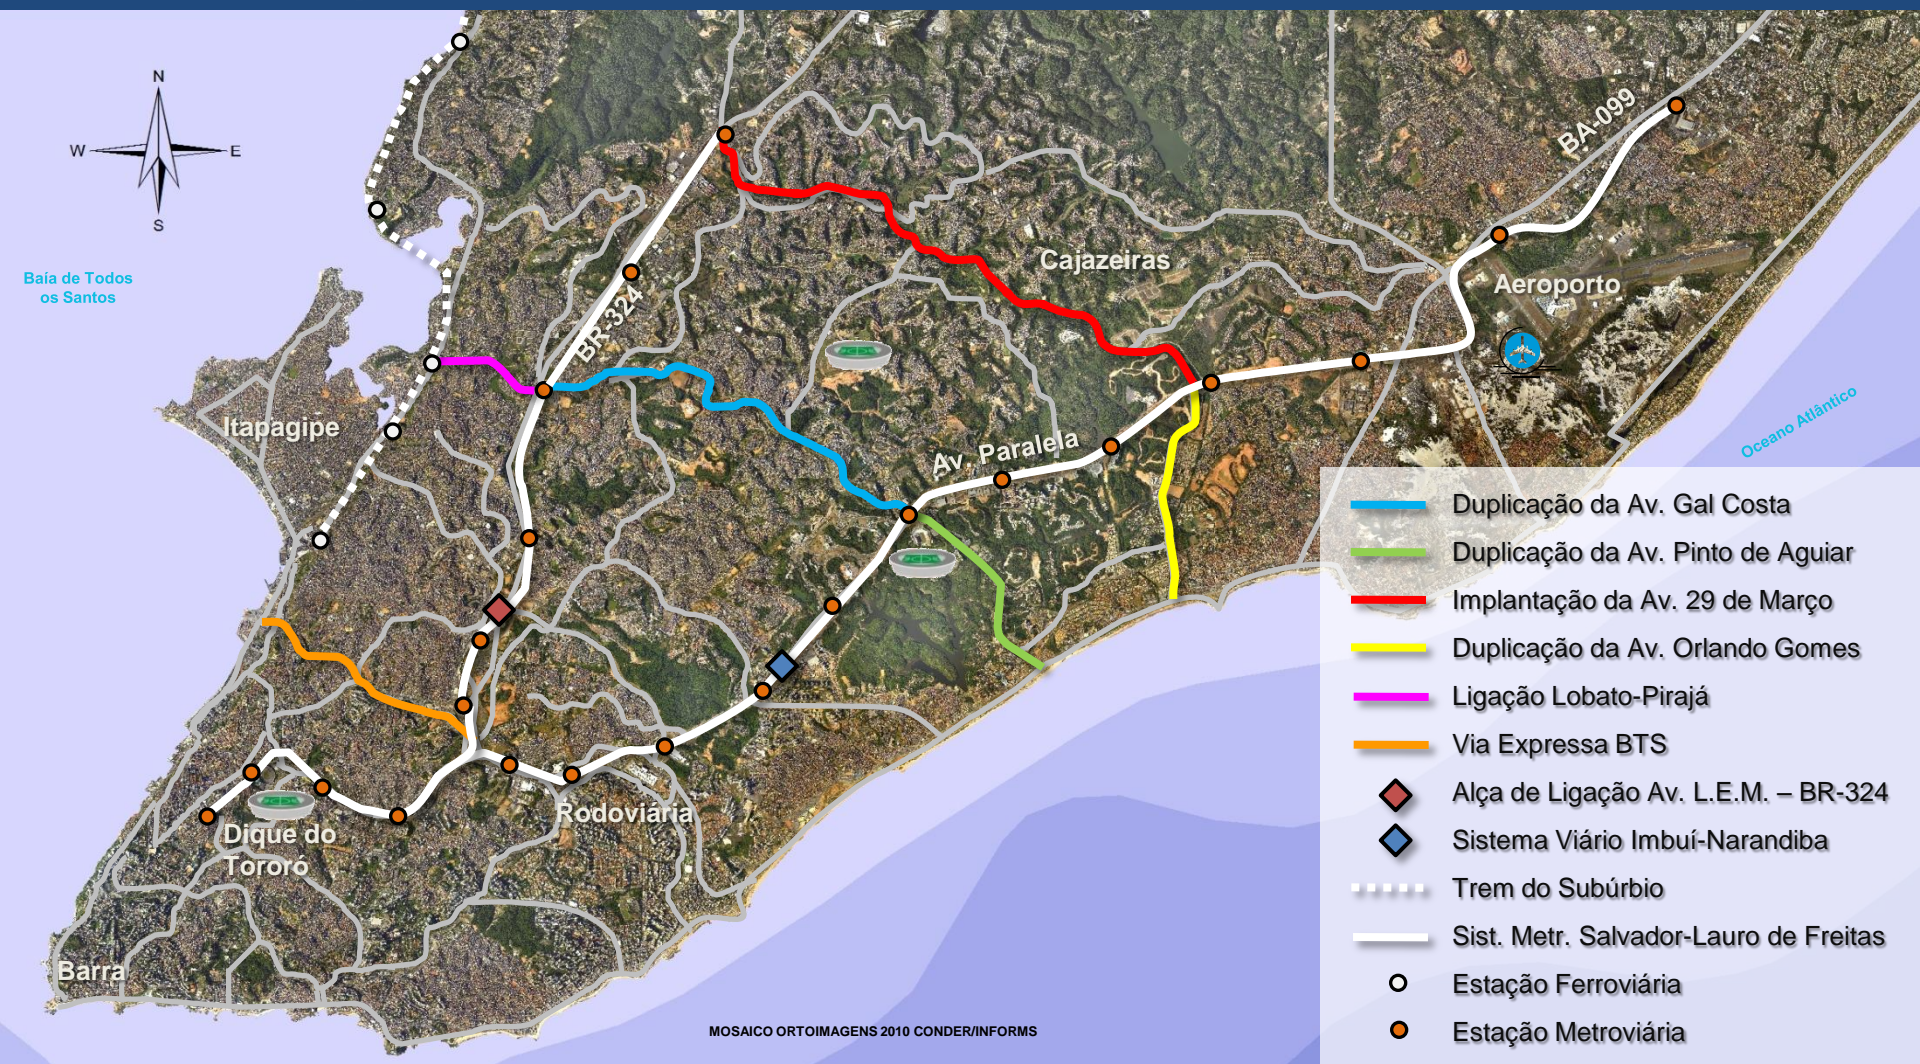 N
W
E
S
BA-099
Baía de Todos
os Santos
BR-324
Cajazeiras
Aeroporto
Itapagipe
Av. Paralela
Oceano Atlântico
Rodoviária
Dique do
Tororó
Barra
Duplicação da Av. Gal Costa
Duplicação da Av. Pinto de Aguiar
Implantação da Av. 29 de Março
Duplicação da Av. Orlando Gomes
Ligação Lobato-Pirajá
Via Expressa BTS
Alça de Ligação Av. L.E.M. – BR-324
Sistema Viário Imbuí-Narandiba
Trem do Subúrbio
Sist. Metr. Salvador-Lauro de Freitas
Estação Ferroviária
Estação Metroviária
MOSAICO ORTOIMAGENS 2010 CONDER/INFORMS